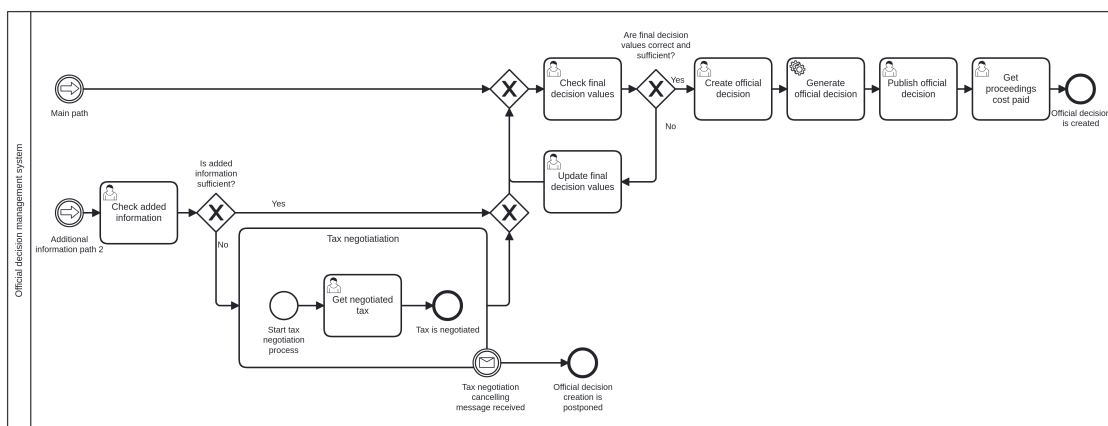 Official decision management system
Main path
Are final decision
values correct and
sufficient?
Check final
decision values
Yes
Create official
decision
Generate
official decision
Publish official
decision
Get
proceedings
cost paid
Official decision
is created
No
Update final
decision values
Is added
information
sufficient?
Check added
information
Additional
information path 2
Yes
No
Tax negotiatiation
Start tax
negotiation
process
Get negotiated
tax
Tax is negotiated
Tax negotiation
cancelling
message received
Official decision
creation is
postponed